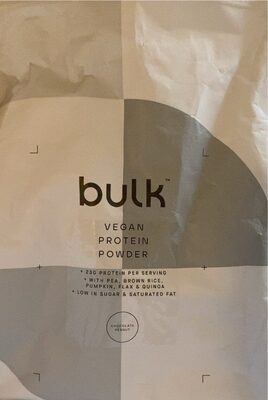 bulk™
VEGAN
PROTEIN
POWDER
• 23G PROTEIN PER SERVING
• WITH PEA, BROWN RICE,
PUMPKIN, FLAX & QUINOA
• LOW IN SUGAR & SATURATED FAT
CHOCOLATE
PEANUT